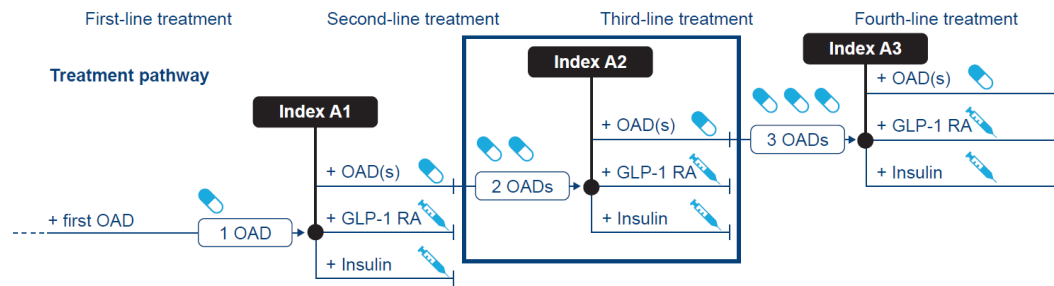 First-line treatment
Second-line treatment
Third-line treatment
Fourth-line treatment
Treatment pathway
Index A1
Index A2
Index A3
+ first OAD
1 OAD
+ OAD(s)
+ GLP-1 RA
+ Insulin
2 OADs
+ OAD(s)
+ GLP-1 RA
+ Insulin
3 OADs
+ OAD(s)
+ GLP-1 RA
+ Insulin